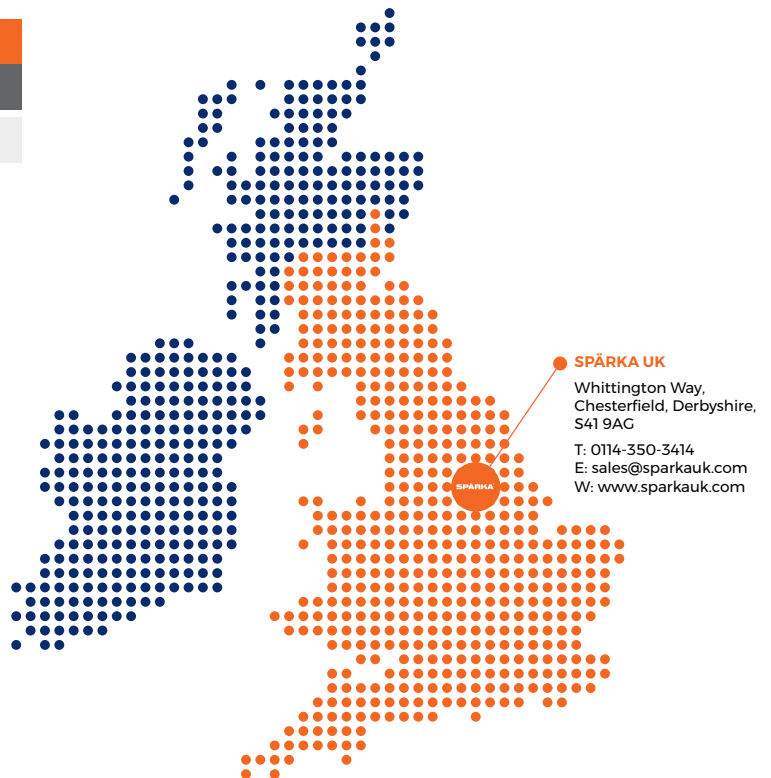 SPÄRKA UK
Whittington Way,
Chesterfield, Derbyshire,
S41 9AG
T: 0114-350-3414
E: sales@sparkauk.com
W: www.sparkauk.com
SPÄRKA